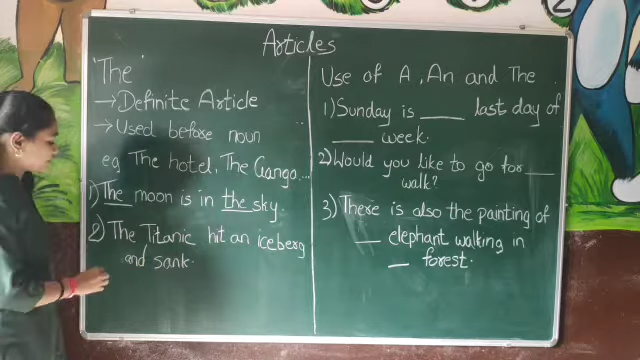 Articles
'The'
→ Definite Article
→ Used before noun
eg The hotel, The Ganga...
1) The moon is in the sky.
2) The Titanic hit an iceberg
and sank.
Use of A, An and The.
1) Sunday is ____ last day of
____ week.
2) Would you like to go for ____
walk?
3) There is also the painting of
___ elephant walking in
___ forest.